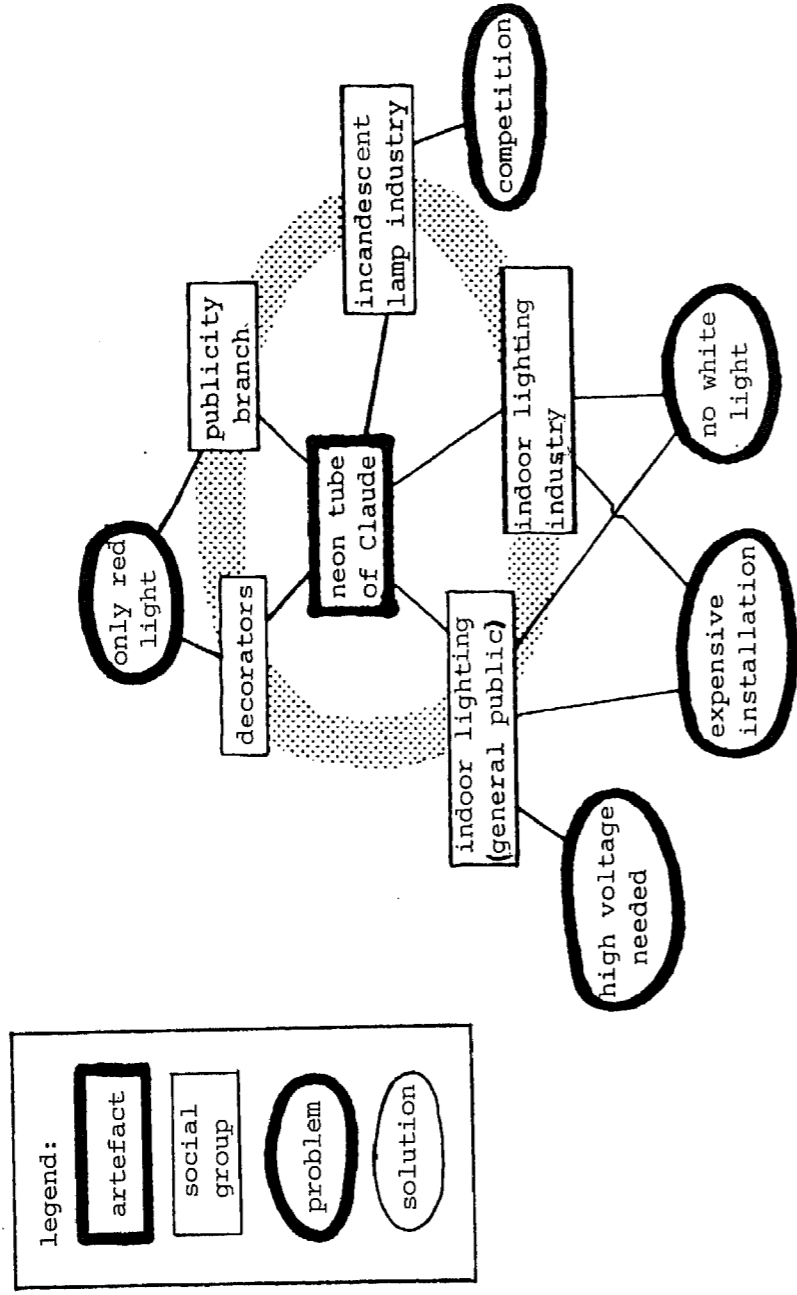 legend:
artefact
social
group
problem
solution
only red
light
decorators
publicity
branch
neon tube
of Claude
incandescent
lamp industry
competition
indoor lighting
(general public)
indoor lighting
industry
high voltage
needed
expensive
installation
no white
light